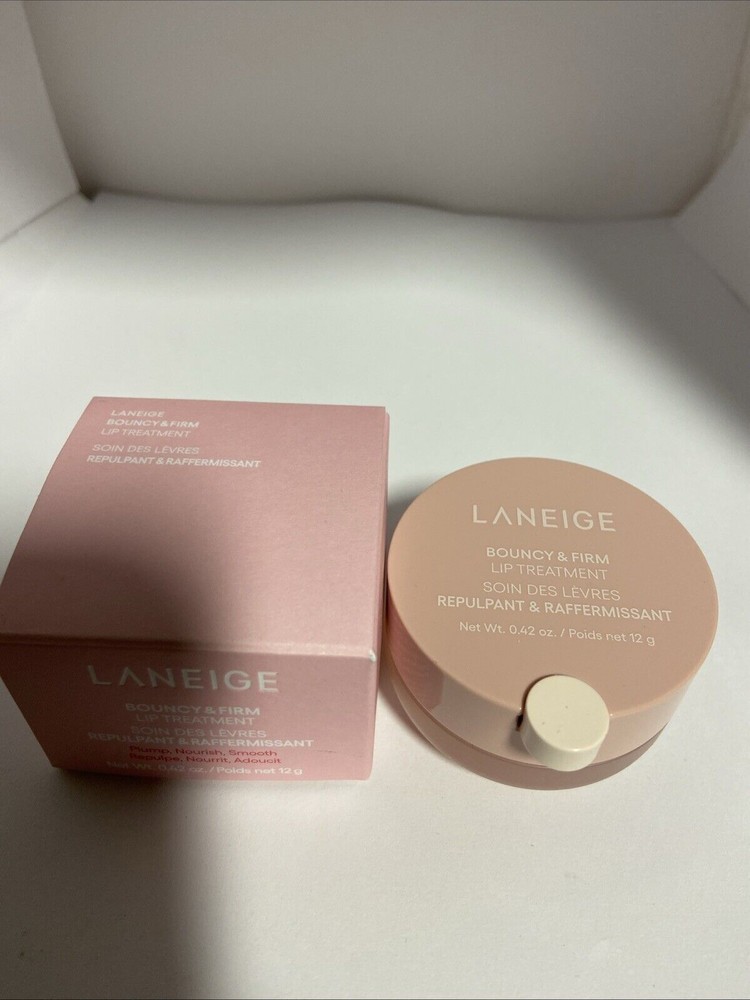 LANEIGE
BOUNCY & FIRM
LIP TREATMENT
SOIN DES LÈVRES
REPULPANT & RAFFERMISSANT
LANEIGE
BOUNCY & FIRM
LIP TREATMENT
SOIN DES LÈVRES
REPULPANT & RAFFERMISSANT
Plump, Nourish, Smooth
Repulpe, Nourrit, Adoucit
Net Wt. 0.42 oz. / Poids net 12 g
LANEIGE
BOUNCY & FIRM
LIP TREATMENT
SOIN DES LÈVRES
REPULPANT & RAFFERMISSANT
Net Wt. 0.42 oz. / Poids net 12 g